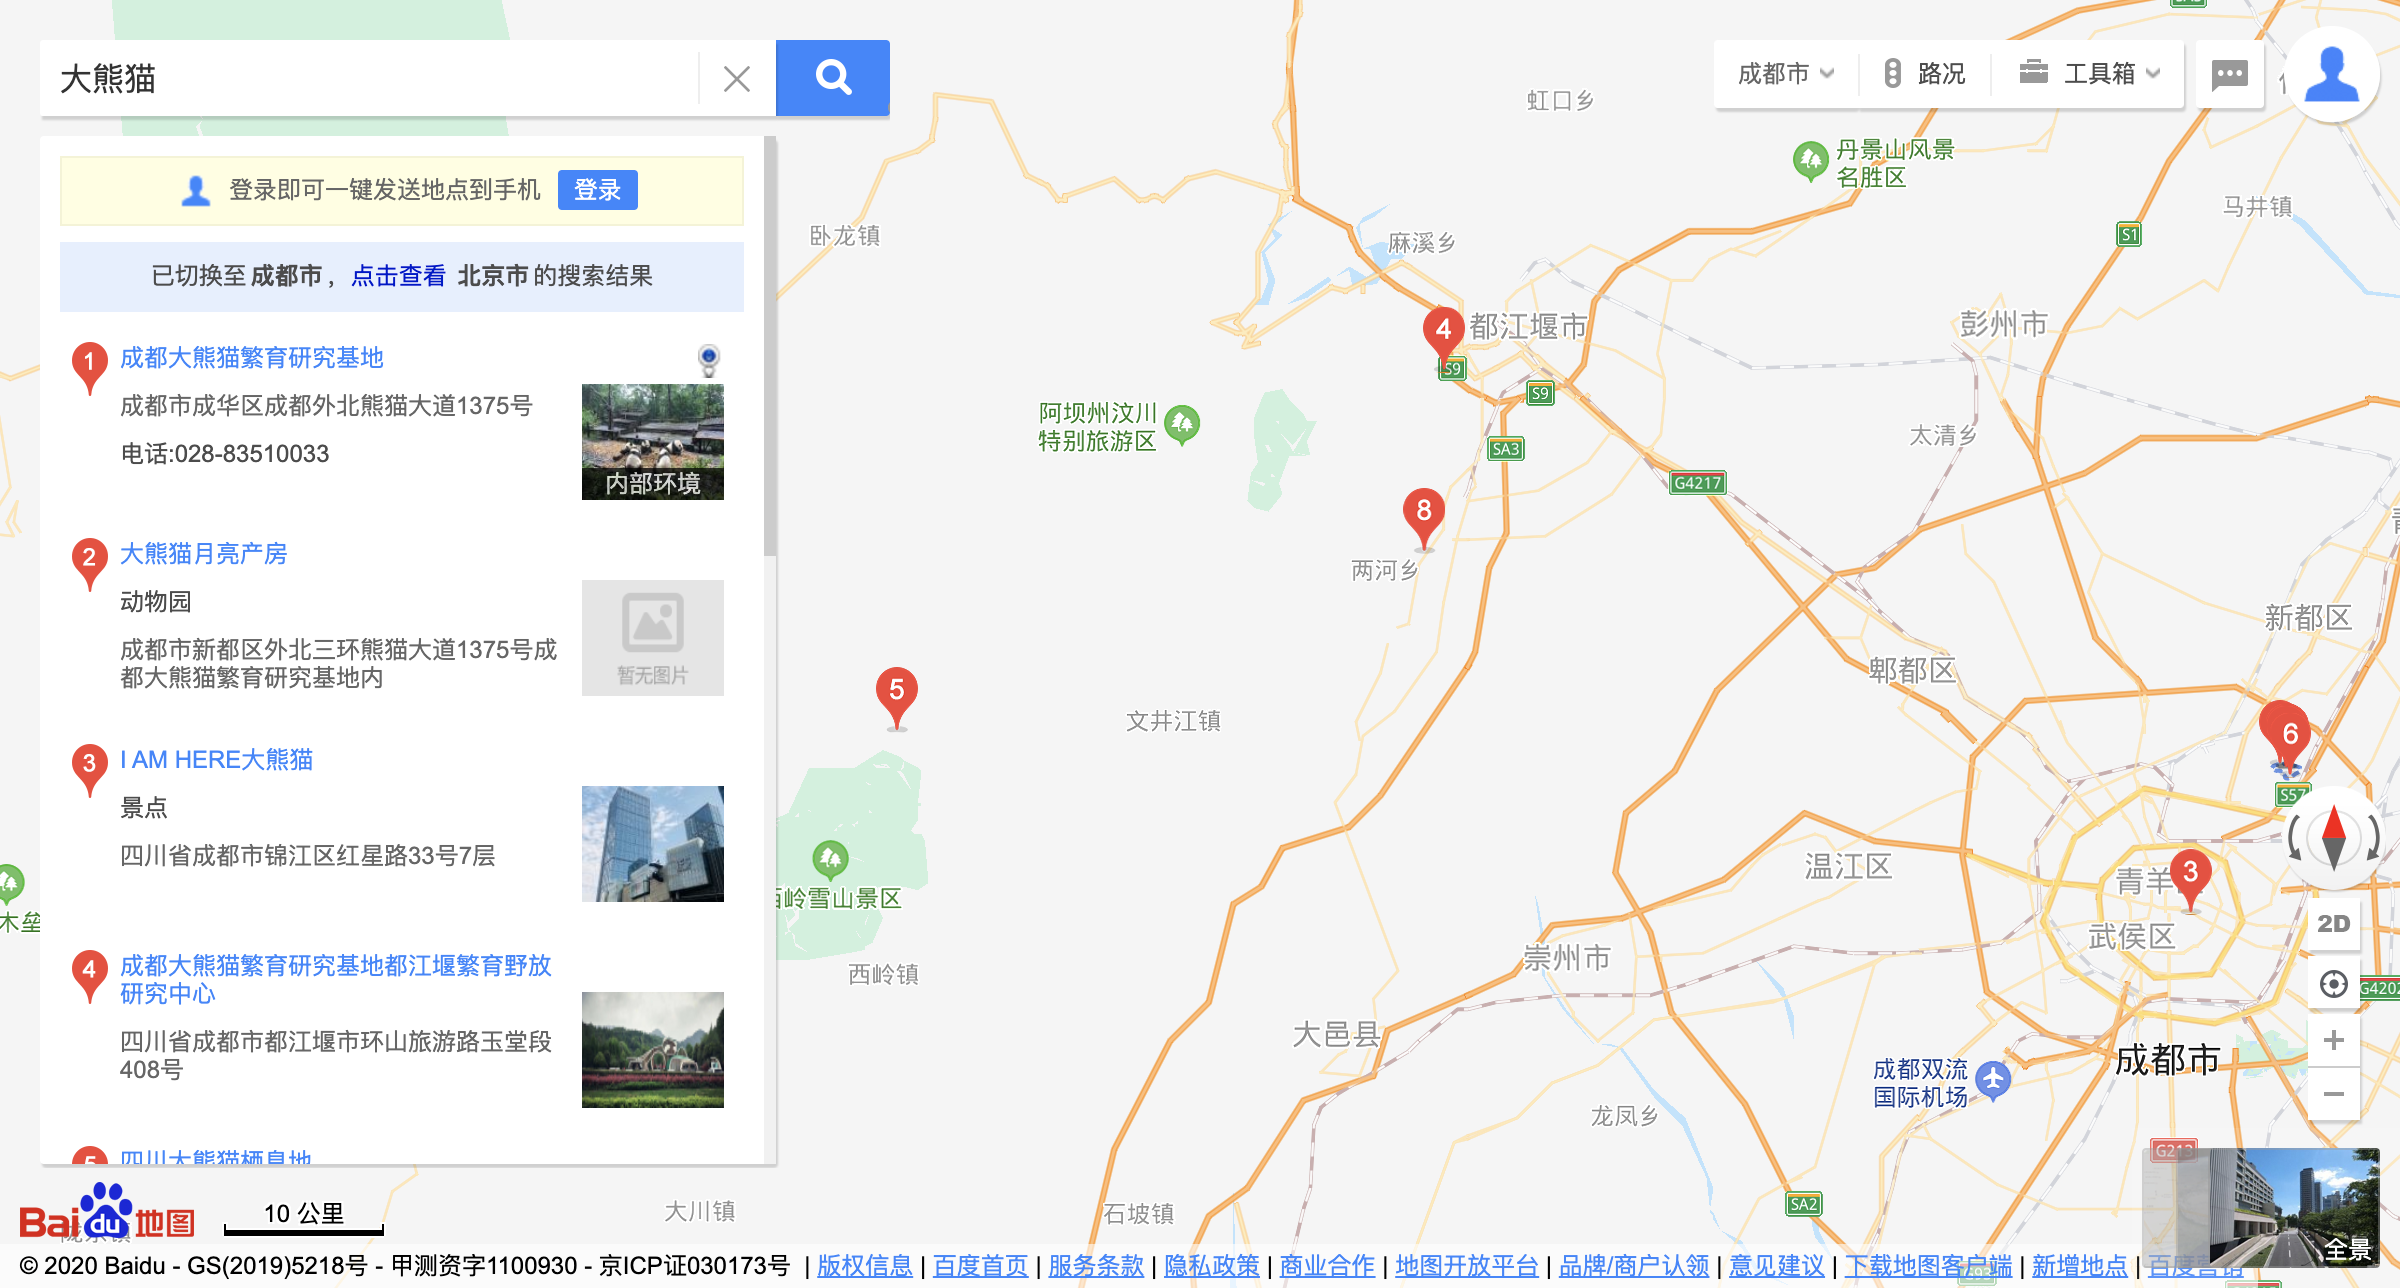 大熊猫
成都市
路况
工具箱
登录即可一键发送地点到手机 登录
已切换至 成都市，点击查看 北京市 的搜索结果
1 成都大熊猫繁育研究基地
成都市成华区成都外北熊猫大道1375号
电话:028-83510033
内部环境
2 大熊猫月亮产房
动物园
成都市新都区外北三环熊猫大道1375号成
都大熊猫繁育研究基地内
暂无图片
3 I AM HERE大熊猫
景点
四川省成都市锦江区红星路33号7层
4 成都大熊猫繁育研究基地都江堰繁育野放
研究中心
四川省成都市都江堰市环山旅游路玉堂段
408号
5 四川大熊猫栖息地
虹口乡
丹景山风景
名胜区
马井镇
S1
卧龙镇
麻溪乡
彭州市
4
都江堰市
S9
S9
阿坝州汶川
特别旅游区
SA3
太清乡
G4217
8
两河乡
新都区
郫都区
5
文井江镇
6
S57
西岭雪山景区
温江区
青羊
3
武侯区
2D
木垒
西岭镇
崇州市
G4202
大邑县
成都市
成都双流
国际机场
龙凤乡
G213
SA2
大川镇
石坡镇
全景
Bai du 地图
10 公里
© 2020 Baidu - GS(2019)5218号 - 甲测资字1100930 - 京ICP证030173号 | 版权信息 | 百度首页 | 服务条款 | 隐私政策 | 商业合作 | 地图开放平台 | 品牌/商户认领 | 意见建议 | 下载地图客户端 | 新增地点 | 百度营销